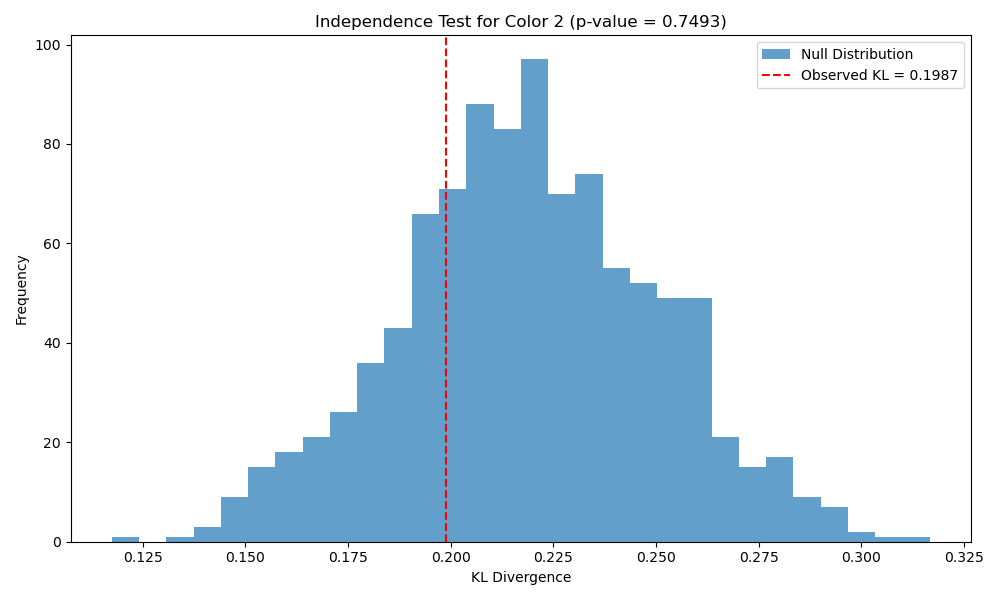 Independence Test for Color 2 (p-value = 0.7493)
Null Distribution
Observed KL = 0.1987
Frequency
100
80
60
40
20
0
0.125 0.150 0.175 0.200 0.225 0.250 0.275 0.300 0.325
KL Divergence